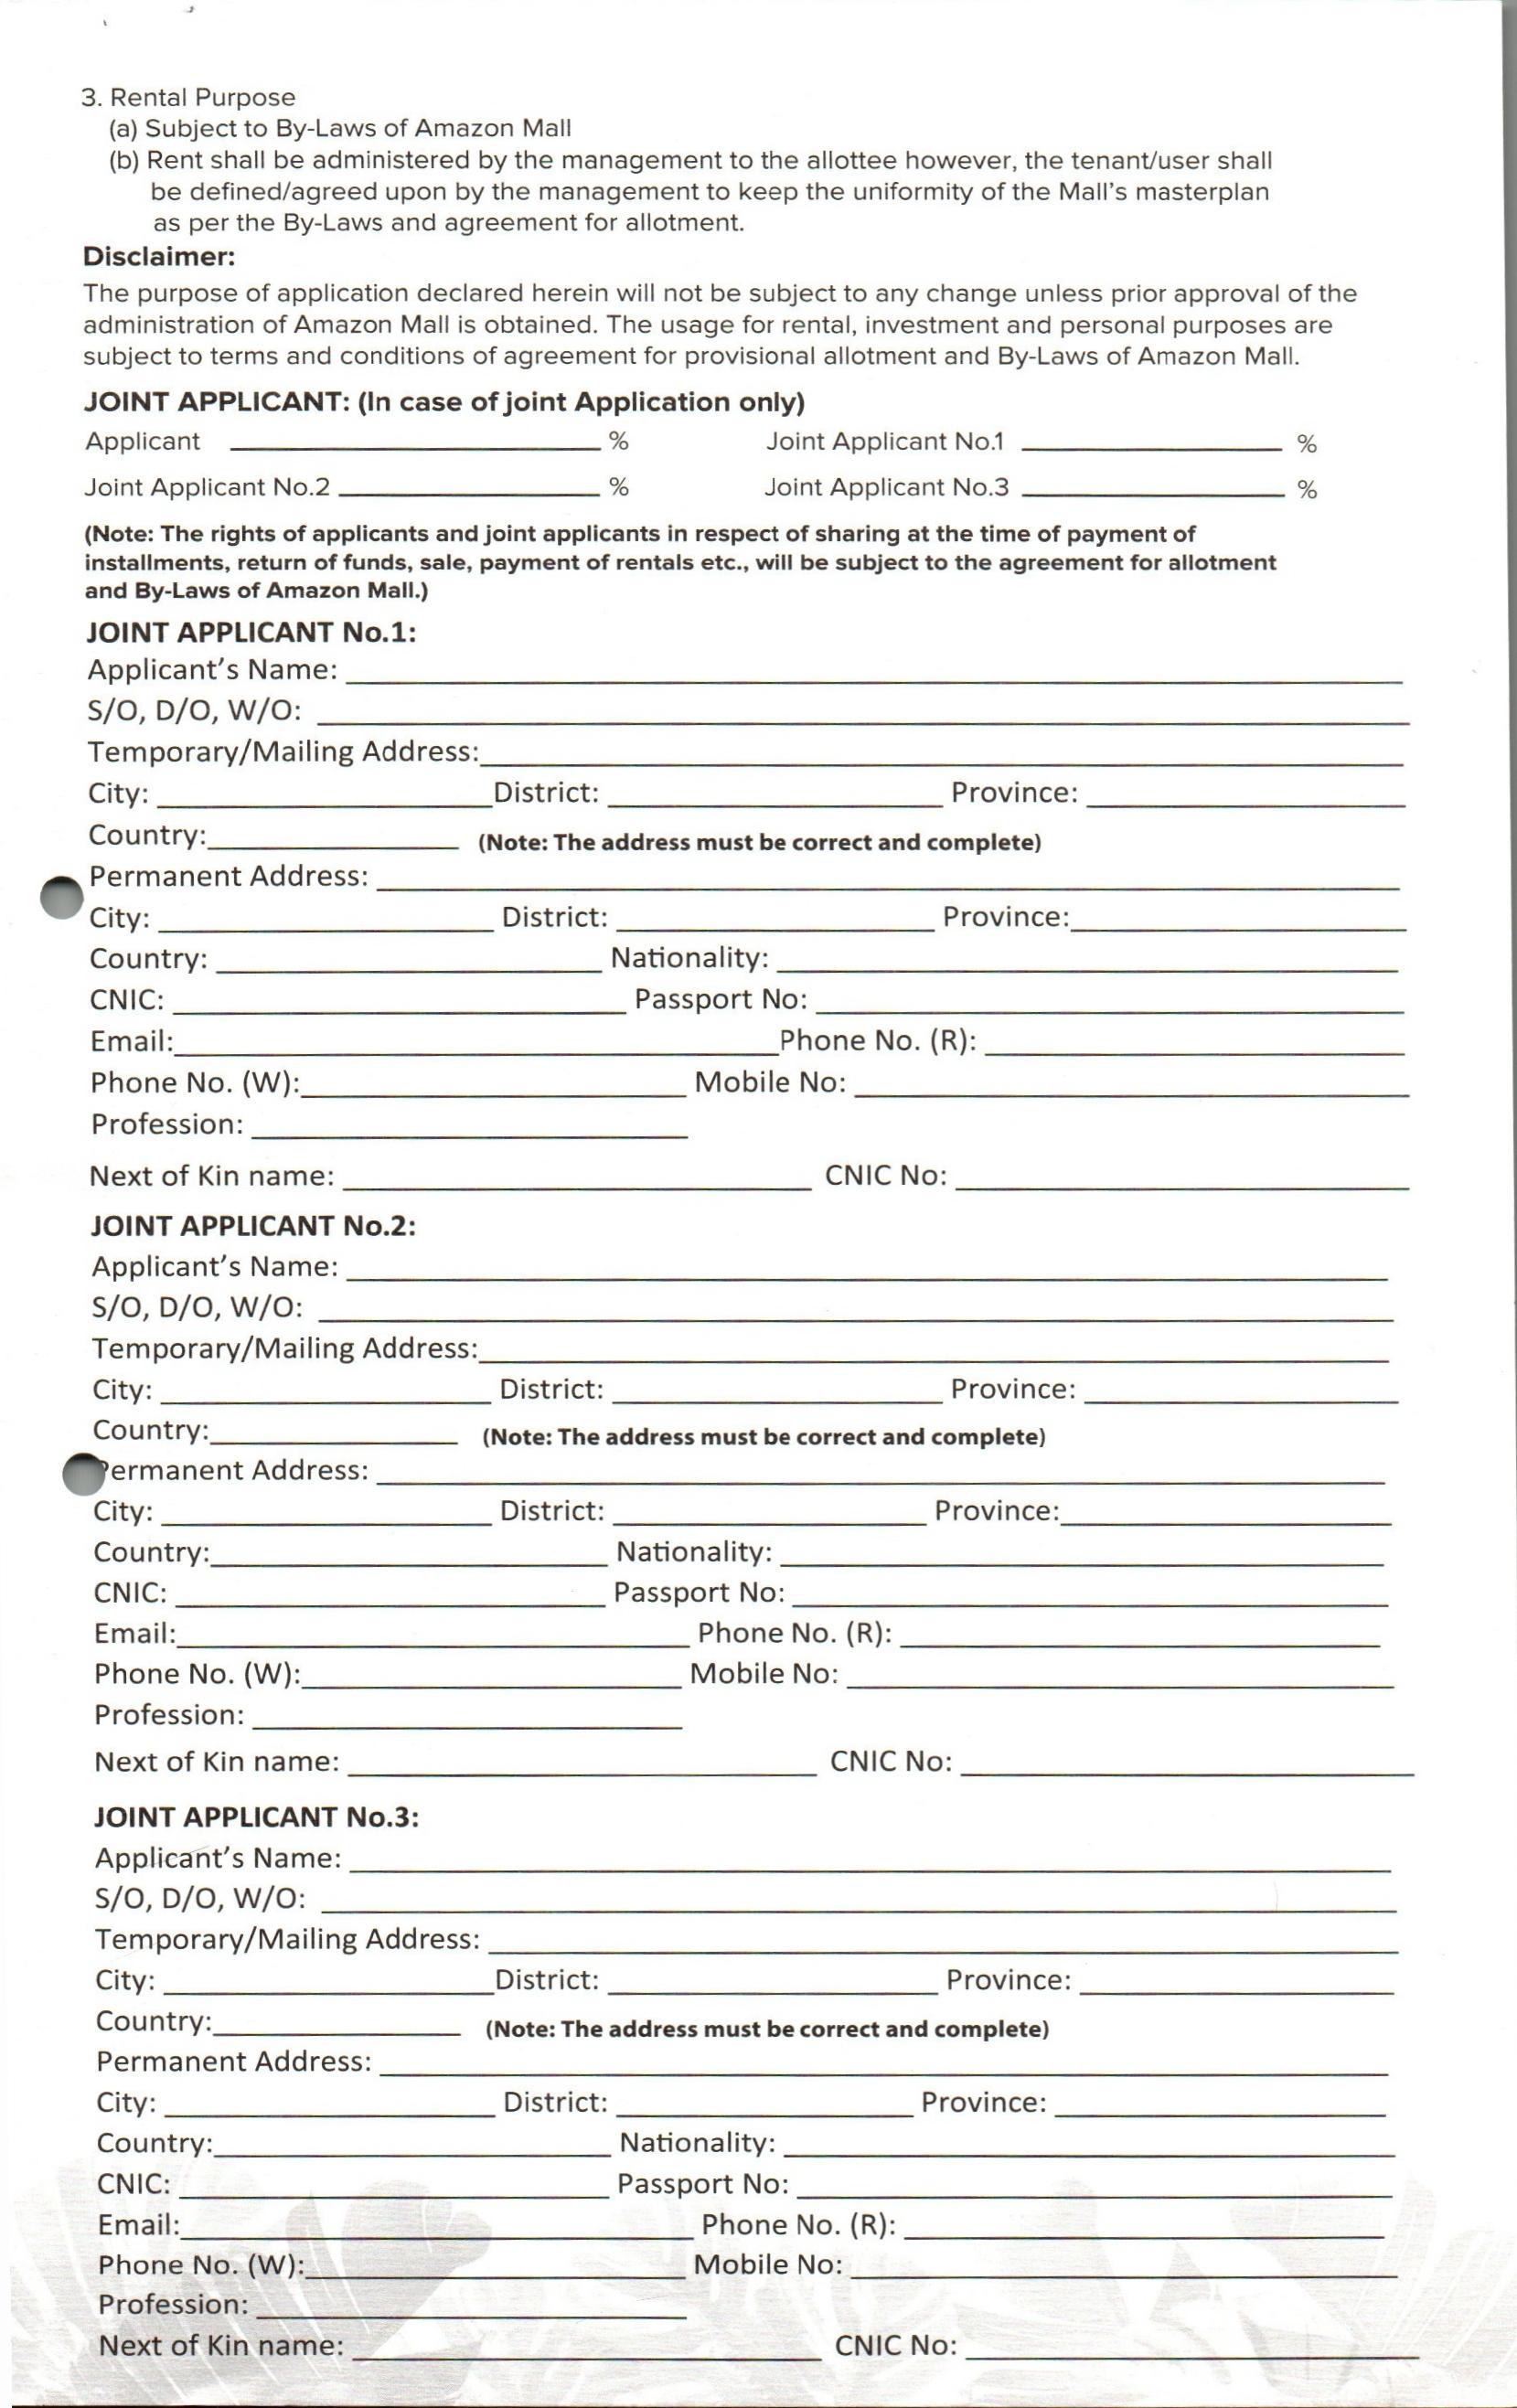 3. Rental Purpose
(a) Subject to By-Laws of Amazon Mall
(b) Rent shall be administered by the management to the allottee however, the tenant/user shall
be defined/agreed upon by the management to keep the uniformity of the Mall's masterplan
as per the By-Laws and agreement for allotment.
Disclaimer:
The purpose of application declared herein will not be subject to any change unless prior approval of the
administration of Amazon Mall is obtained. The usage for rental, investment and personal purposes are
subject to terms and conditions of agreement for provisional allotment and By-Laws of Amazon Mall.
JOINT APPLICANT: (In case of joint Application only)
Applicant % Joint Applicant No.1 %
Joint Applicant No.2 % Joint Applicant No.3 %
(Note: The rights of applicants and joint applicants in respect of sharing at the time of payment of
installments, return of funds, sale, payment of rentals etc., will be subject to the agreement for allotment
and By-Laws of Amazon Mall.)
JOINT APPLICANT No.1:
Applicant's Name:
S/O, D/O, W/O:
Temporary/Mailing Address:
City: District: Province:
Country: (Note: The address must be correct and complete)
Permanent Address:
City: District: Province:
Country: Nationality:
CNIC: Passport No:
Email: Phone No. (R):
Phone No. (W): Mobile No:
Profession:
Next of Kin name: CNIC No:
JOINT APPLICANT No.2:
Applicant's Name:
S/O, D/O, W/O:
Temporary/Mailing Address:
City: District: Province:
Country: (Note: The address must be correct and complete)
Permanent Address:
City: District: Province:
Country: Nationality:
CNIC: Passport No:
Email: Phone No. (R):
Phone No. (W): Mobile No:
Profession:
Next of Kin name: CNIC No:
JOINT APPLICANT No.3:
Applicant's Name:
S/O, D/O, W/O:
Temporary/Mailing Address:
City: District: Province:
Country: (Note: The address must be correct and complete)
Permanent Address:
City: District: Province:
Country: Nationality:
CNIC: Passport No:
Email: Phone No. (R):
Phone No. (W): Mobile No:
Profession:
Next of Kin name: CNIC No: